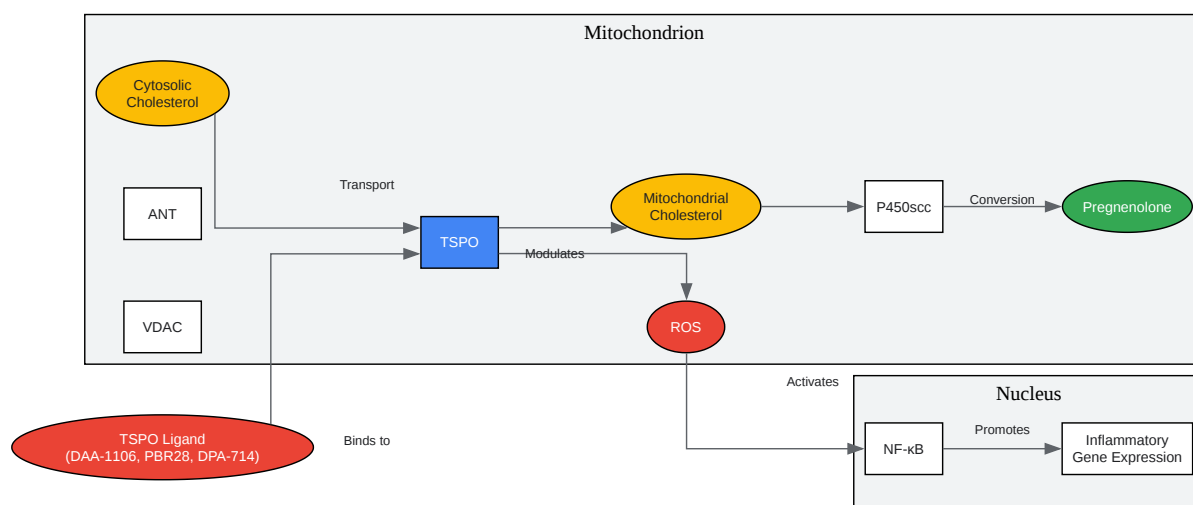 Mitochondrion
Cytosolic
Cholesterol
Transport
ANT
TSPO
Mitochondrial
Cholesterol
P450scc
Conversion
Pregnenolone
Modulates
VDAC
ROS
Activates
Nucleus
TSPO Ligand
(DAA-1106, PBR28, DPA-714)
Binds to
NF-κB
Promotes
Inflammatory
Gene Expression